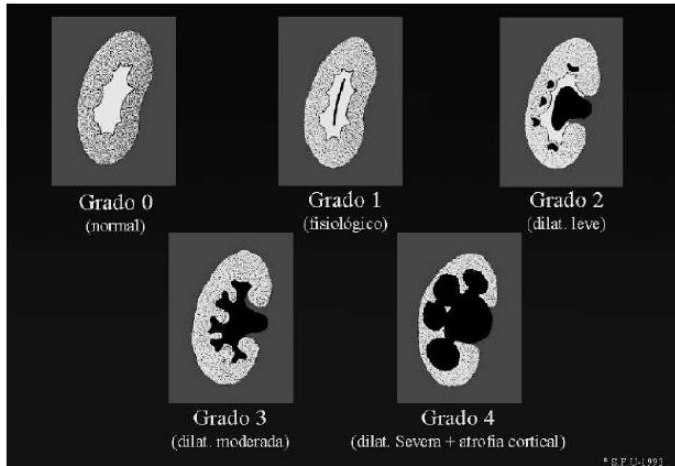 Grado 0
(normal)
Grado 1
(fisiológico)
Grado 2
(dilat. leve)
Grado 3
(dilat. moderada)
Grado 4
(dilat. Severa + atrofia cortical)
* S.F.U-1993